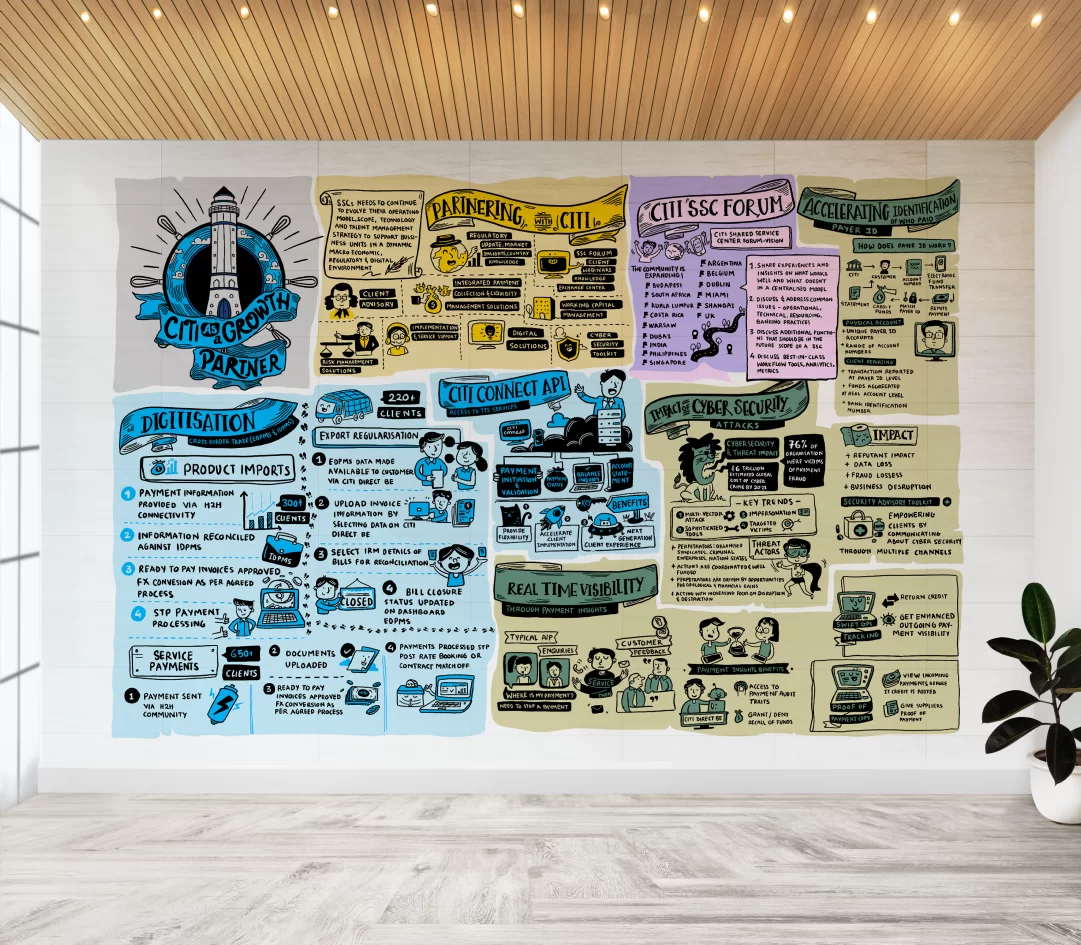 CITI AS
a GROWTH
PARTNER
SSCs NEEDS TO CONTINUE
TO EVOLVE THEIR OPERATING
MODEL, SCOPE, TECHNOLOGY
AND TALENT MANAGEMENT
STRATEGY TO SUPPORT BUSI-
NESS UNITS IN A DYNAMIC
MACRO ECONOMIC,
REGULATORY & DIGITAL
ENVIRONMENT
PARTNERING WITH CITI
REGULATORY
UPDATE, MARKET
INSIGHTS, COUNTRY
KNOWLEDGE
SSC FORUM
CLIENT
WEBINARS
KNOWLEDGE
EXCHANGE CENTER
CLIENT
ADVISORY
INTEGRATED PAYMENT
COLLECTION & LIQUIDITY
MANAGEMENT SOLUTIONS
WORKING CAPITAL
MANAGEMENT
RISK MANAGEMENT
SOLUTIONS
IMPLEMENTATION
& SERVICE SUPPORT
DIGITAL
SOLUTIONS
CYBER
SECURITY
TOOLKIT
CITI SSC FORUM
CITI SHARED SERVICE
CENTER FORUM-VISION
THE COMMUNITY IS
EXPANDING!
BUDAPEST
SOUTH AFRICA
KUALA LUMPUR
COSTA RICA
WARSAW
DUBAI
INDIA
PHILIPPINES
SINGAPORE
ARGENTINA
BELGIUM
DUBLIN
MIAMI
SHANGAI
UK
1. SHARE EXPERIENCES AND
INSIGHTS ON WHAT WORKS
WELL AND WHAT DOESN'T
IN A CENTRALIZED MODEL
2. DISCUSS & ADDRESS COMMON
ISSUES - OPERATIONAL,
TECHNICAL, RESOURCING,
BANKING PRACTICES
3. DISCUSS ADDITIONAL FUNCTI-
ONS THAT SHOULD BE IN THE
FUTURE SCOPE OF A SSC
4 DISCUSS BEST-IN-CLASS
WORKFLOW TOOLS, ANALYTICS,
METRICS
ACCELERATING IDENTIFICATION
OF WHO PAID
PAYER ID
HOW DOES PAYER ID WORK?
CITI
CUSTOMER
ACCOUNT
NUMBER
ELECTRONIC
FUND
TRANSFER
STATEMENT
CREDIT
FUNDS
MATCH
PAYER ID
REMITS
PAYMENT
PHYSICAL ACCOUNT
+ UNIQUE PAYER ID
ACCOUNTS
+ RANGE OF ACCOUNT
NUMBERS
CLIENT REPORTING
+ TRANSACTION REPORTED
AT PAYER ID LEVEL
+ FUNDS AGGREGATED
AT REAL ACCOUNT LEVEL
+ BANK IDENTIFICATION
NUMBER
DIGITISATION
CROSS BORDER TRADE (EDPMS & IDPMS)
PRODUCT IMPORTS
1 PAYMENT INFORMATION
PROVIDED VIA H2H
CONNECTIVITY
300+
CLIENTS
2 INFORMATION RECONCILED
AGAINST IDPMS
IDPMS
3 READY TO PAY INVOICES APPROVED
FX CONVESION AS PER AGREED
PROCESS
4 STP PAYMENT
PROCESSING
220+
CLIENTS
EXPORT REGULARISATION
1 EDPMS DATA MADE
AVAILABLE TO CUSTOMER
VIA CITI DIRECT BE
2 UPLOAD INVOICE
INFORMATION BY
SELECTING DATA ON CITI
DIRECT BE
3 SELECT IRM DETAILS OF
BILLS FOR RECONCILIATION
CLOSED
4 BILL CLOSURE
STATUS UPDATED
ON DASHBOARD
EDPMS
SERVICE
PAYMENTS
650+
CLIENTS
1 PAYMENT SENT
VIA H2H
COMMUNITY
2 DOCUMENTS
UPLOADED
3 READY TO PAY
INVOICES APPROVED
FX CONVERSION AS
PER AGREED PROCESS
4 PAYMENTS PROCESSED STP
POST RATE BOOKING OR
CONTRACT MATCH OFF
CITI CONNECT API
ACCESS TO TTS SERVICES
CITI
CONNECT
PAYMENT
INITIATION
&
VALIDATION
PAYMENT
STATUS
BALANCE
INQUIRY
ACCOUNT
STATE-
MENT
BENEFITS
PROVIDE
FLEXIBILITY
ACCELERATE
CLIENT
IMPLEMENTATION
NEXT
GENERATION
CLIENT EXPERIENCE
IMPACT OF CYBER SECURITY
ATTACKS
CYBER SECURITY
& THREAT IMPACT
$6 TRILLION
ESTIMATED GLOBAL
COST OF CYBER
CRIME BY 2021
76% OF
ORGANISATION
WERE VICTIMS
OF PAYMENT
FRAUD
- KEY TRENDS -
1 MULTI-VECTOR
ATTACK
2 SOPHISTICATED
TOOLS
3 IMPERSONATION
4 TARGETED
VICTIMS
THREAT
ACTORS
+ PERPETRATORS: ORGANISED
SYNDICATES, CRIMINAL
ENTERPRISES, NATION STATES
+ ACTIONS ARE COORDINATED & WELL
FUNDED
+ PERPETRATORS ARE DRIVEN BY OPPORTUNITIES
FOR GEOLOGICAL & FINANCIAL GAINS
+ ACTING WITH INCREASING FOCUS ON DISRUPTION
& DESTRUCTION
IMPACT
+ REPUTANT IMPACT
+ DATA LOSS
+ FRAUD LOSSESS
+ BUSINESS DISRUPTION
SECURITY ADVISORY TOOLKIT
EMPOWERING
CLIENTS BY
COMMUNICATING
ABOUT CYBER SECURITY
THROUGH MULTIPLE CHANNELS
REAL TIME VISIBILITY
THROUGH PAYMENT INSIGHTS
TYPICAL A/P
ENQUIRIES
WHERE IS MY PAYMENT?
NEED TO STOP A PAYMENT
SERVICE
CUSTOMER
FEEDBACK
PAYMENT INSIGHTS BENEFITS
CITI DIRECT BE
ACCESS TO
PAYMENT AUDIT
TRAITS
GRANT / DENY
RECALL OF FUNDS
SWIFT GPI
TRACKING
RETURN CREDIT
GET ENHANCED
OUTGOING PAY-
MENT VISIBILITY
PROOF OF
PAYMENT COPY
VIEW INCOMING
PAYMENTS, SERVICE
IT CREDIT IS POSTED
GIVE SUPPLIERS
PROOF OF
PAYMENT